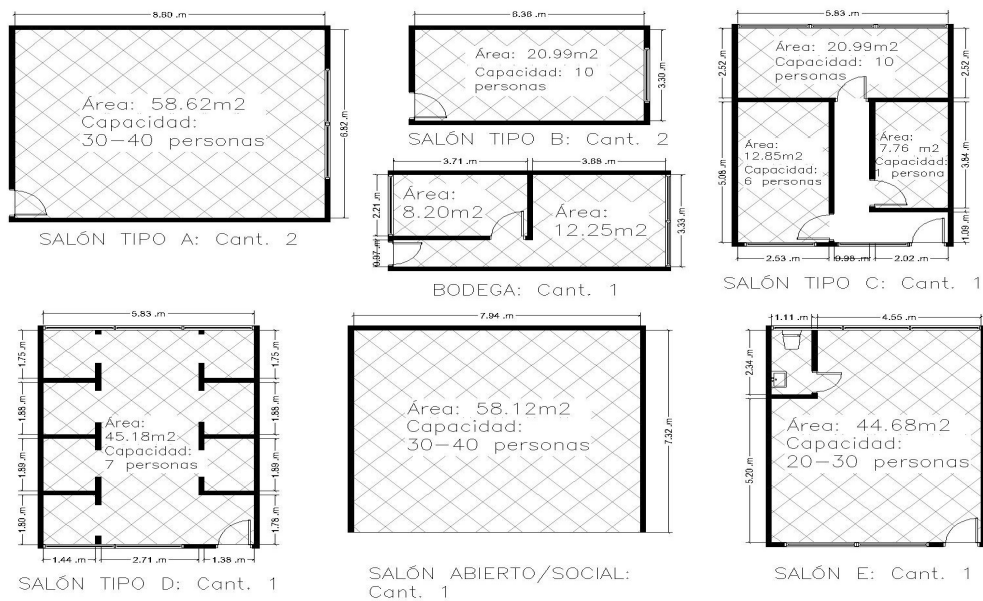 8.60 .m
Área: 58.62m2
Capacidad:
30-40 personas
6.82 .m
SALÓN TIPO A: Cant. 2
6.36 .m
Área: 20.99m2
Capacidad: 10
personas
3.30 .m
SALÓN TIPO B: Cant. 2
3.71 .m
3.68 .m
Área:
8.20m2
Área:
12.25m2
2.21 .m
0.97 .m
3.33 .m
BODEGA: Cant. 1
5.83 .m
Área: 20.99m2
Capacidad: 10
personas
2.52 .m
2.52 .m
Área:
12.85m2
Capacidad:
6 personas
Área:
7.76 m2
Capacidad:
1 persona
5.08 .m
3.84 .m
1.09 .m
2.53 .m
0.98 .m
2.02 .m
SALÓN TIPO C: Cant. 1
5.83 .m
1.75 .m
1.88 .m
1.89 .m
1.80 .m
Área:
45.18m2
Capacidad:
7 personas
1.75 .m
1.88 .m
1.89 .m
1.78 .m
1.44 .m
2.71 .m
1.38 .m
SALÓN TIPO D: Cant. 1
7.94 .m
Área: 58.12m2
Capacidad:
30-40 personas
7.32 .m
SALÓN ABIERTO/SOCIAL:
Cant. 1
1.11 .m
4.55 .m
2.34 .m
5.29 .m
Área: 44.68m2
Capacidad:
20-30 personas
SALÓN E: Cant. 1